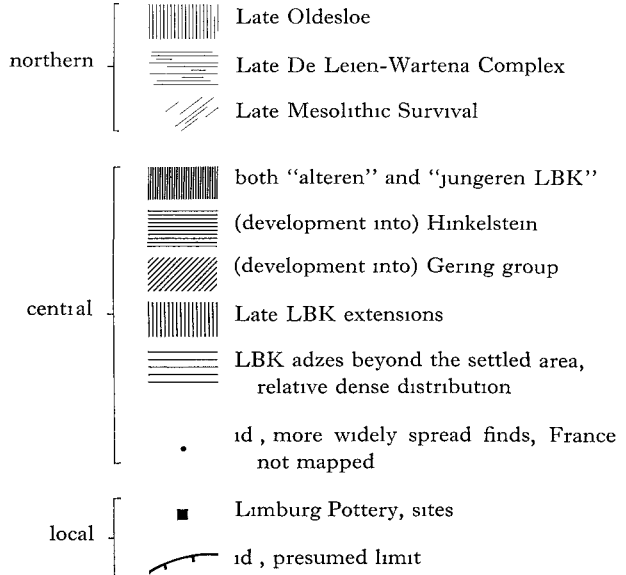 Late Oldesloe
northern
Late De Leien-Wartena Complex
Late Mesolithic Survival
both “alteren” and “jungeren LBK”
(development into) Hinkelstein
(development into) Gering group
central
Late LBK extensions
LBK adzes beyond the settled area,
relative dense distribution
id , more widely spread finds, France
not mapped
Limburg Pottery, sites
local
id , presumed limit